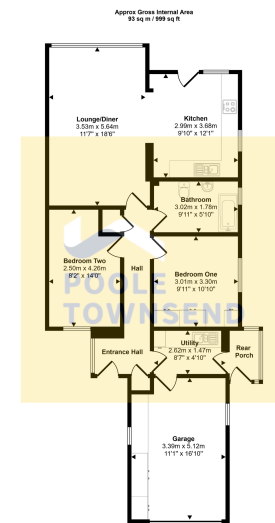 Approx Gross Internal Area
93 sq m / 999 sq ft
Lounge/Diner
3.53m x 5.64m
11'7" x 18'6"
Kitchen
2.99m x 3.68m
9'10" x 12'1"
Bathroom
3.02m x 1.78m
9'11" x 5'10"
Bedroom Two
2.50m x 4.26m
8'2" x 14'0"
Hall
Bedroom One
3.01m x 3.30m
9'11" x 10'10"
POOLE
TOWNSEND
Utility
2.62m x 1.47m
8'7" x 4'10"
Rear
Porch
Entrance Hall
Garage
3.39m x 5.12m
11'1" x 16'10"